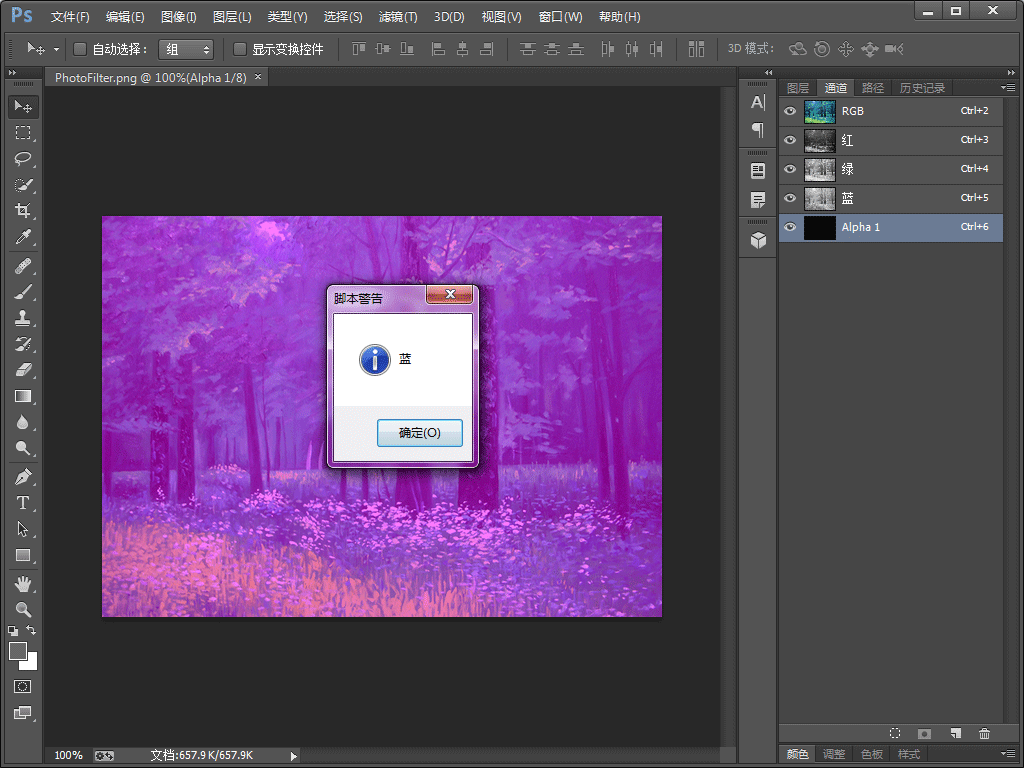 Ps 文件(F) 编辑(E) 图像(I) 图层(L) 类型(Y) 选择(S) 滤镜(T) 3D(D) 视图(V) 窗口(W) 帮助(H)
自动选择： 组 显示变换控件 3D 模式：
PhotoFilter.png @ 100%(Alpha 1/8) ×
图层 通道 路径 历史记录
RGB Ctrl+2
红 Ctrl+3
绿 Ctrl+4
蓝 Ctrl+5
Alpha 1 Ctrl+6
脚本警告
蓝
确定(O)
100% 文档:657.9 K/657.9K
颜色 调整 色板 样式